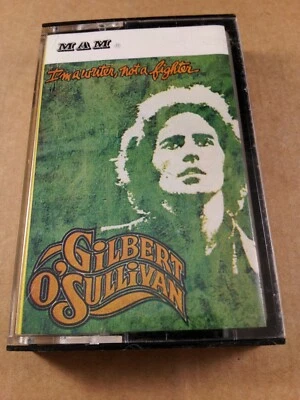 MAM
I'm a writer, not a fighter
GILBERT
O'SULLIVAN